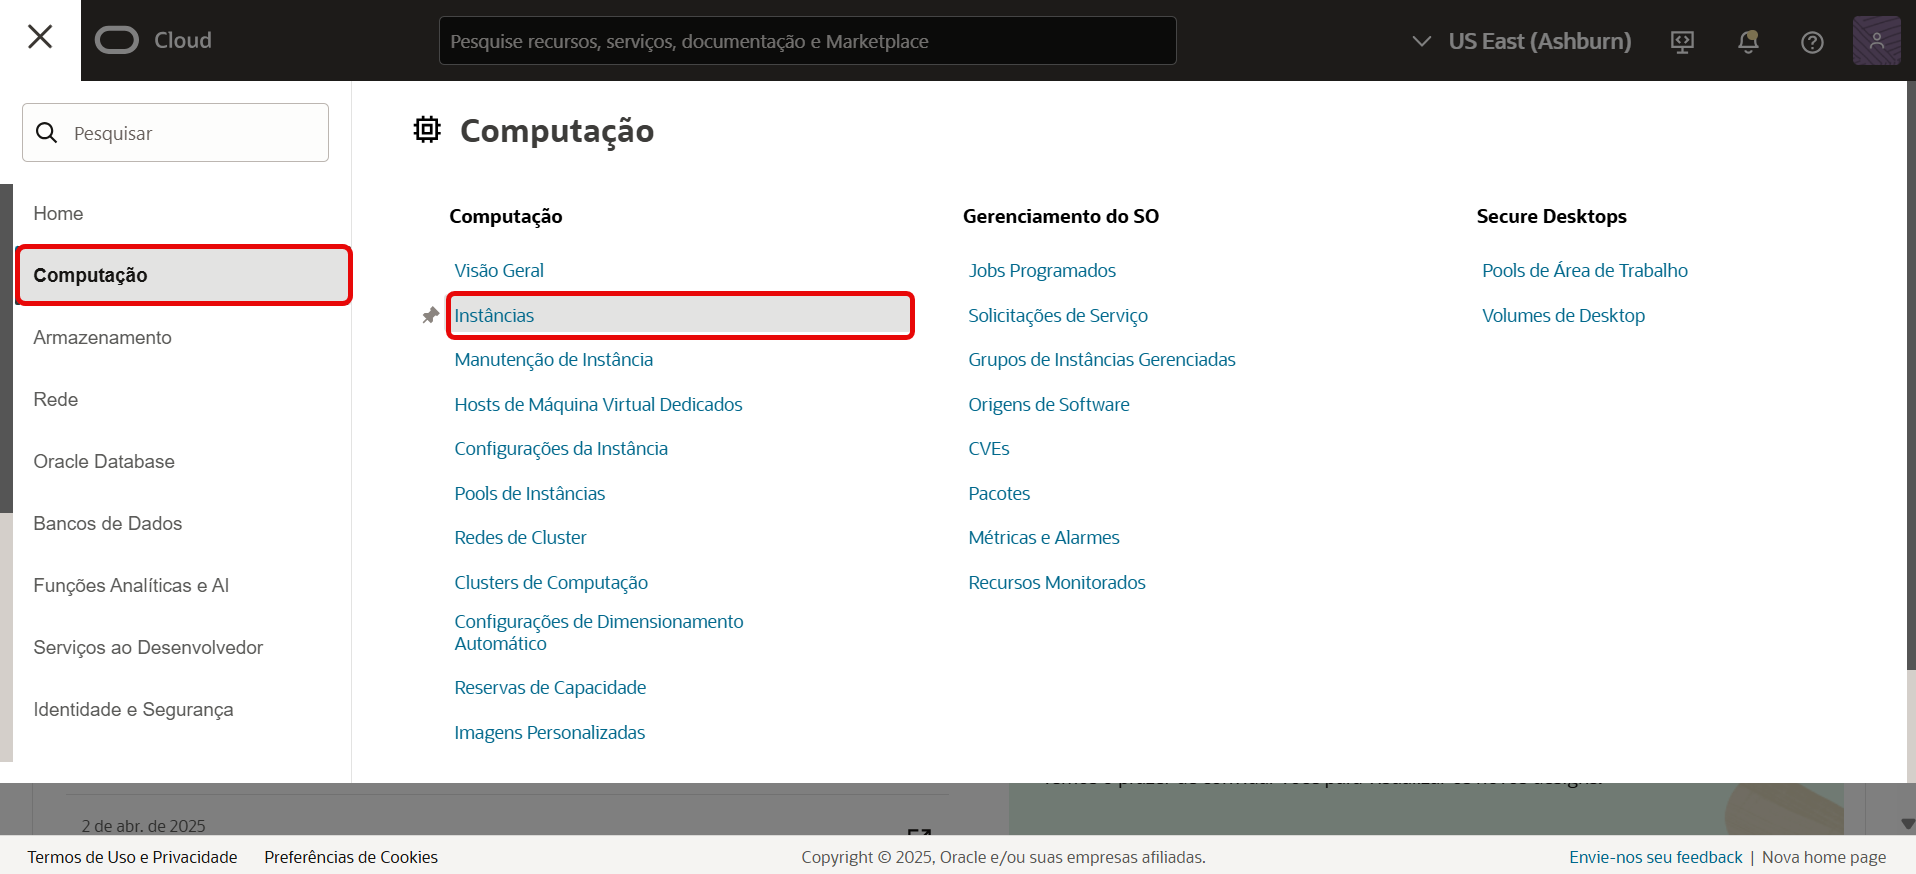 Cloud
Pesquise recursos, serviços, documentação e Marketplace
US East (Ashburn)
Pesquisar
Home
Computação
Armazenamento
Rede
Oracle Database
Bancos de Dados
Funções Analíticas e AI
Serviços ao Desenvolvedor
Identidade e Segurança
Computação
Computação
Visão Geral
Instâncias
Manutenção de Instância
Hosts de Máquina Virtual Dedicados
Configurações da Instância
Pools de Instâncias
Redes de Cluster
Clusters de Computação
Configurações de Dimensionamento
Automático
Reservas de Capacidade
Imagens Personalizadas
Gerenciamento do SO
Jobs Programados
Solicitações de Serviço
Grupos de Instâncias Gerenciadas
Origens de Software
CVEs
Pacotes
Métricas e Alarmes
Recursos Monitorados
Secure Desktops
Pools de Área de Trabalho
Volumes de Desktop
2 de abr. de 2025
Termos de Uso e Privacidade
Preferências de Cookies
Copyright © 2025, Oracle e/ou suas empresas afiliadas.
Envie-nos seu feedback | Nova home page